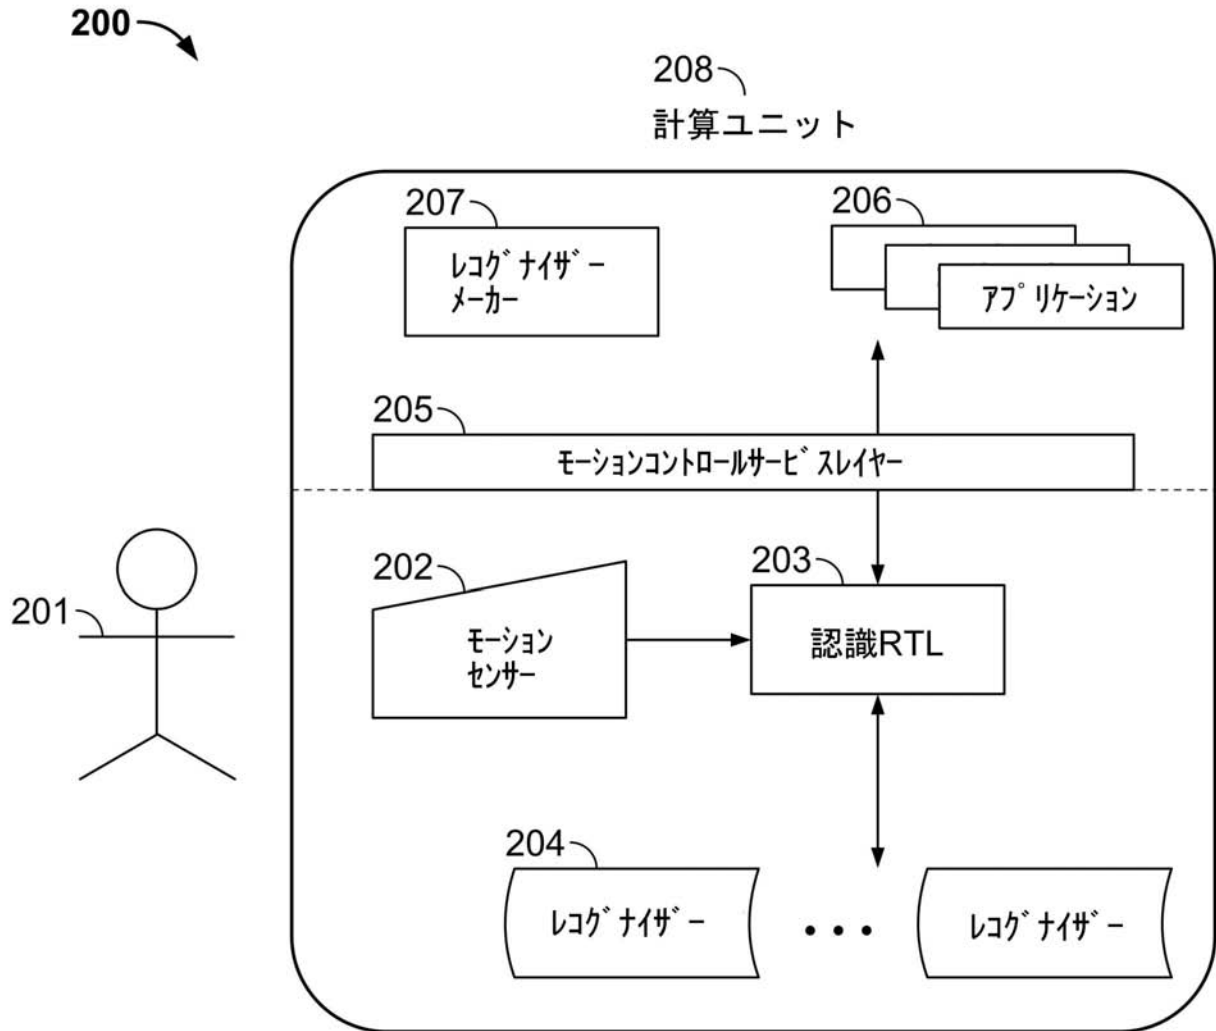 200
208
計算ユニット
207
レコグナイザー
メーカー
206
アプリケーション
205
モーションコントロールサービスレイヤー
201
202
モーション
センサー
203
認識RTL
204
レコグナイザー
・・・
レコグナイザー